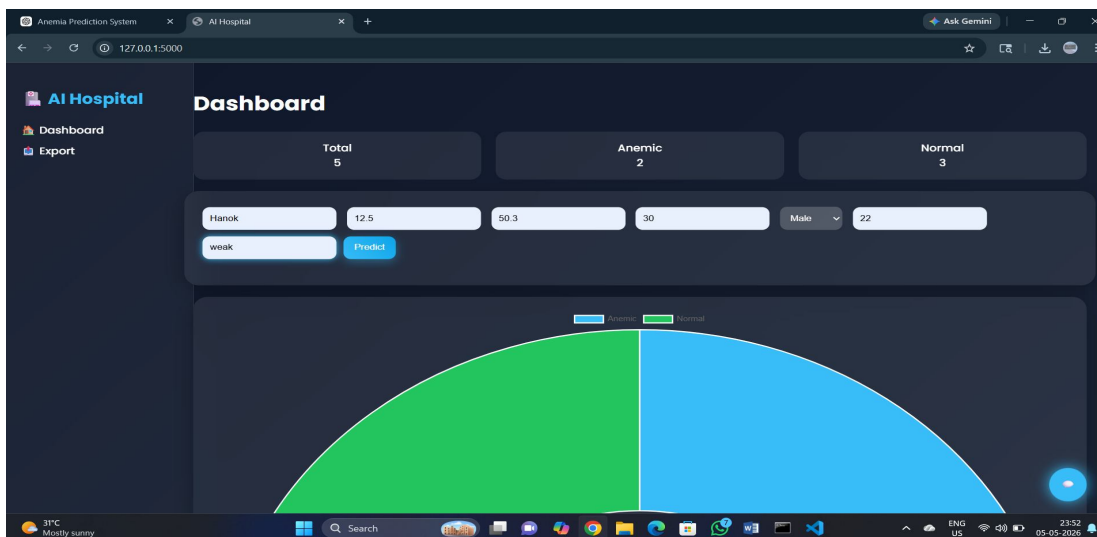 Anemia Prediction System
AI Hospital
Ask Gemini
127.0.0.1:5000
AI Hospital
Dashboard
Export
Dashboard
Total
5
Anemic
2
Normal
3
Hanok 12.5 50.3 30 Male 22
weak Predict
Anemic Normal
31°C
Mostly sunny
Search
ENG
US
23:52
05-05-2026